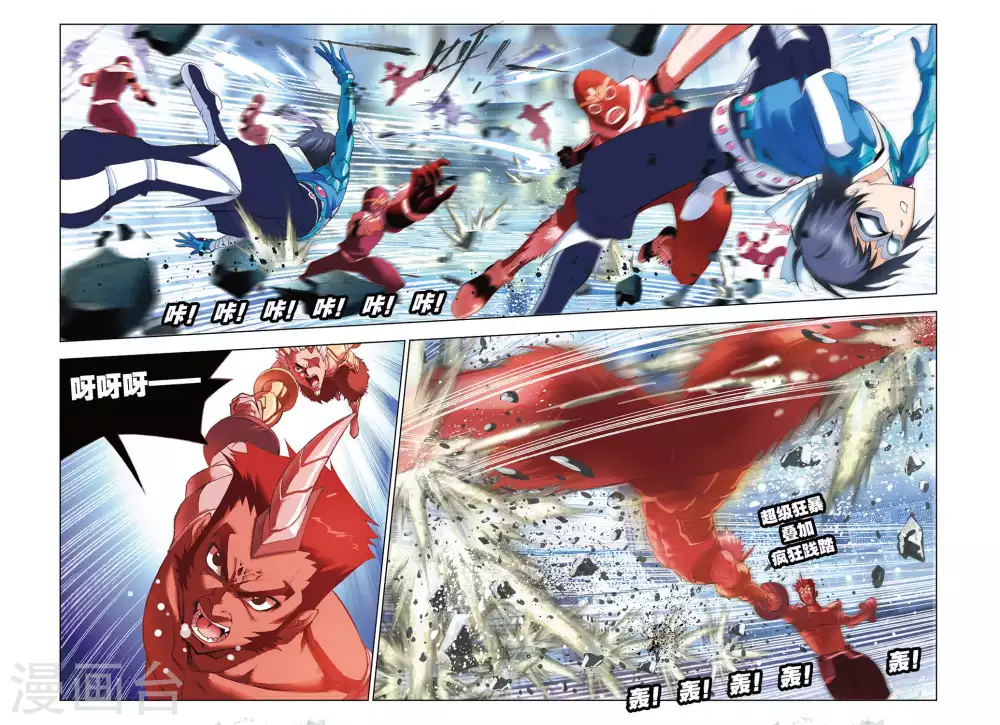 呼!
咔! 咔! 咔! 咔! 咔! 咔!
呀呀呀——
超级狂暴
叠加
疯狂践踏
轰! 轰! 轰! 轰! 轰!
漫画台